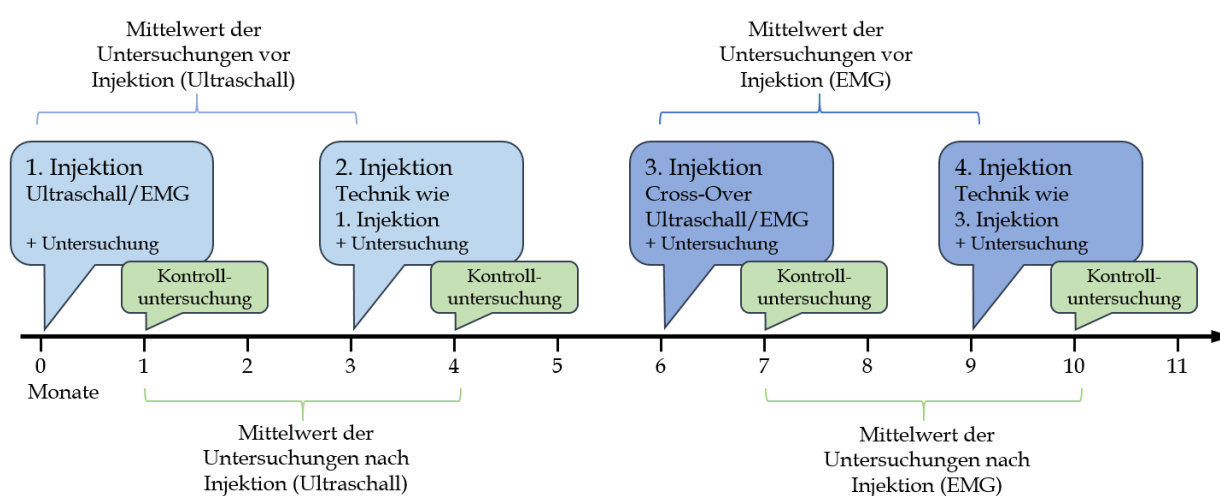 Mittelwert der
Untersuchungen vor
Injektion (Ultraschall)
Mittelwert der
Untersuchungen vor
Injektion (EMG)
1. Injektion
Ultraschall/EMG
+ Untersuchung
2. Injektion
Technik wie
1. Injektion
+ Untersuchung
3. Injektion
Cross-Over
Ultraschall/EMG
+ Untersuchung
4. Injektion
Technik wie
3. Injektion
+ Untersuchung
Kontroll-
untersuchung
Kontroll-
untersuchung
Kontroll-
untersuchung
Kontroll-
untersuchung
0 1 2 3 4 5 6 7 8 9 10 11
Monate
Mittelwert der
Untersuchungen nach
Injektion (Ultraschall)
Mittelwert der
Untersuchungen nach
Injektion (EMG)